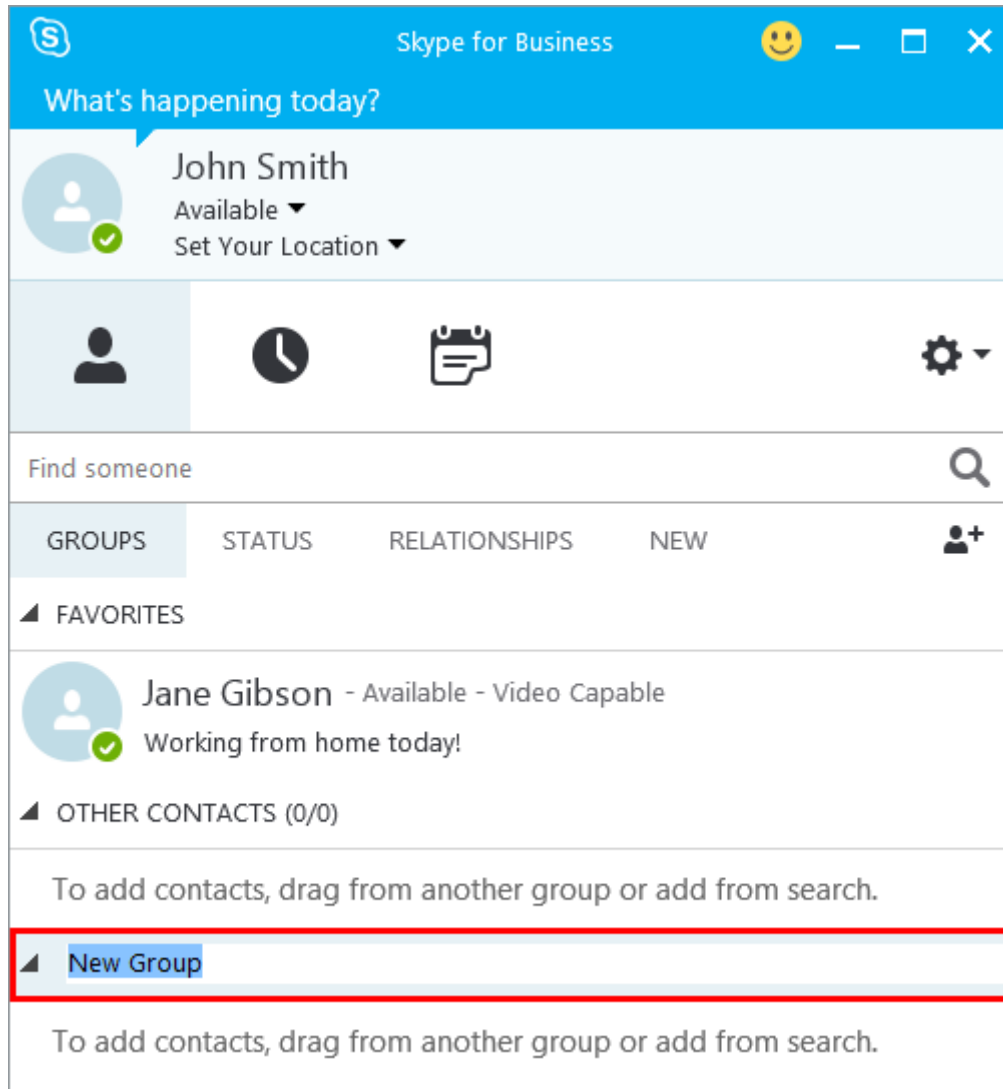 Skype for Business
What's happening today?
John Smith
Available
Set Your Location
Find someone
GROUPS STATUS RELATIONSHIPS NEW
FAVORITES
Jane Gibson - Available - Video Capable
Working from home today!
OTHER CONTACTS (0/0)
To add contacts, drag from another group or add from search.
New Group
To add contacts, drag from another group or add from search.